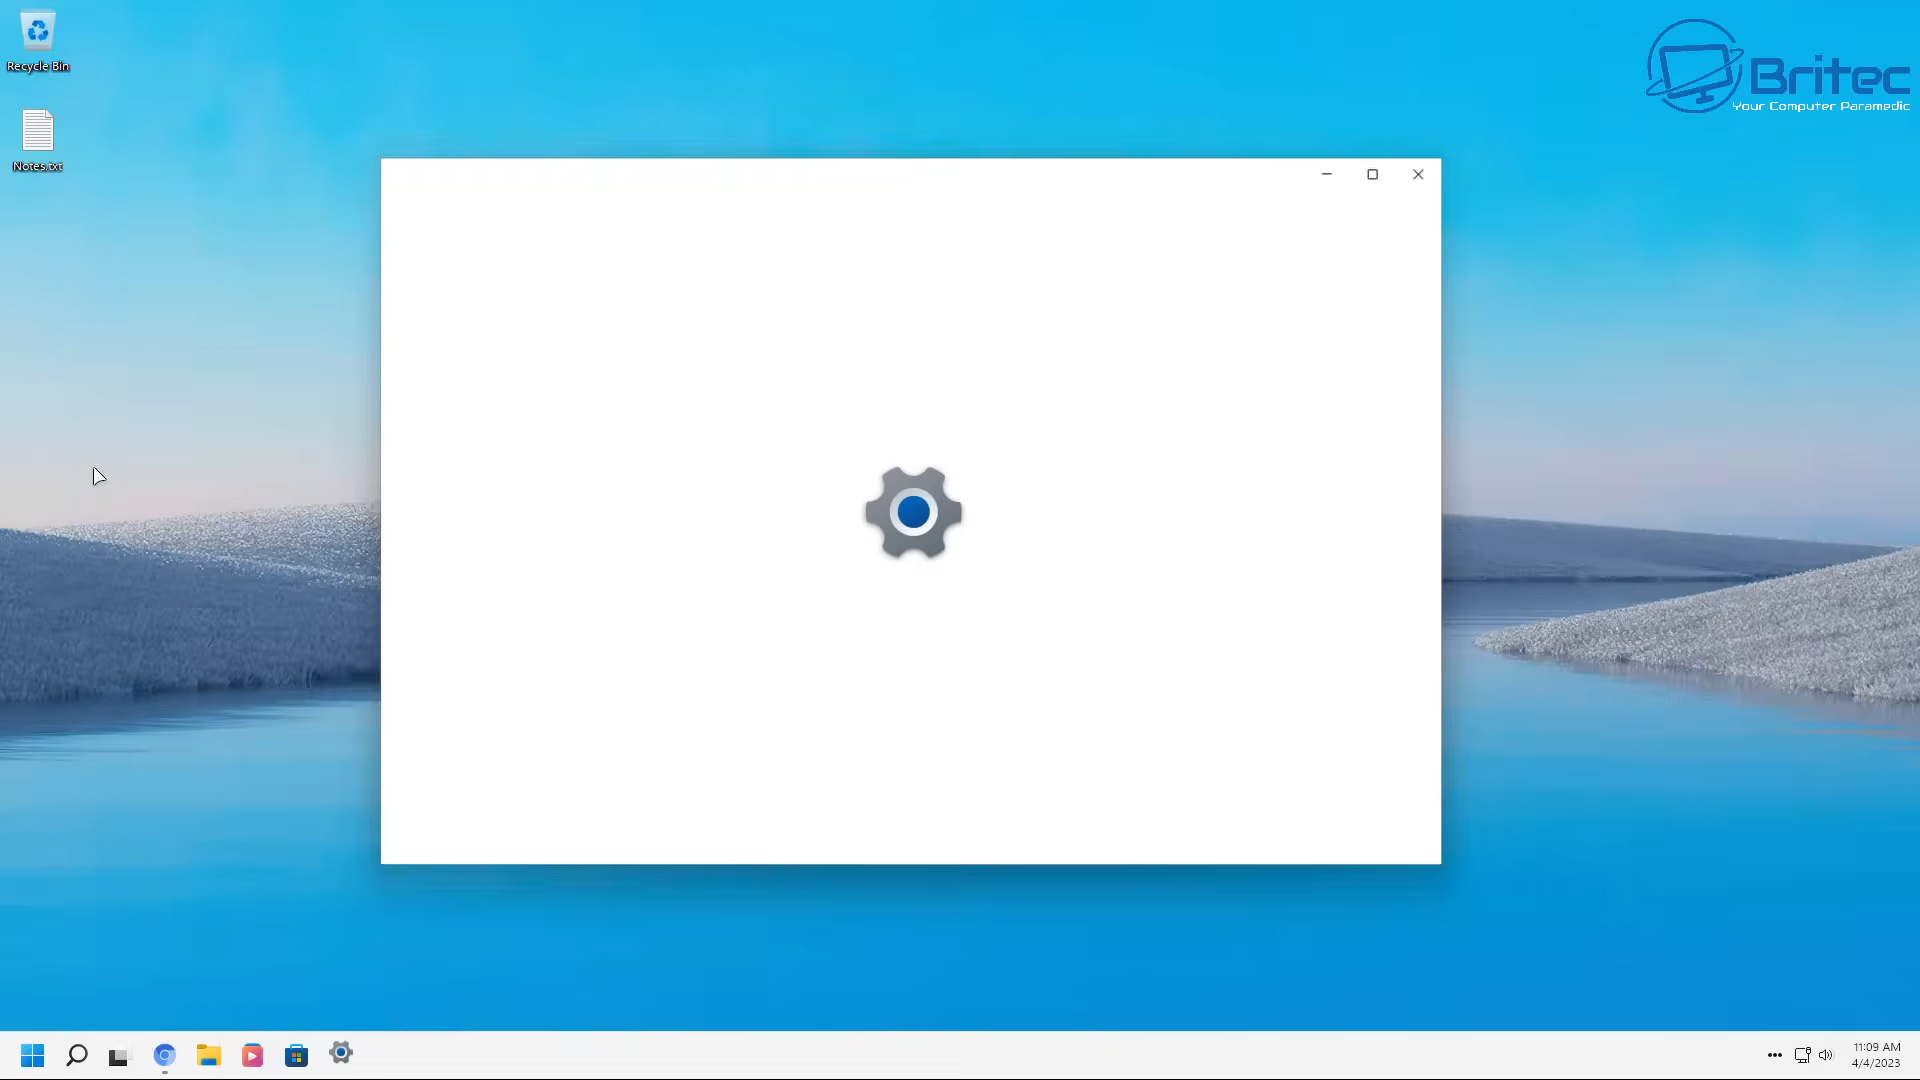 Recycle Bin
Notes.txt
Britec
Your Computer Paramedic
11:09 AM
4/4/2023